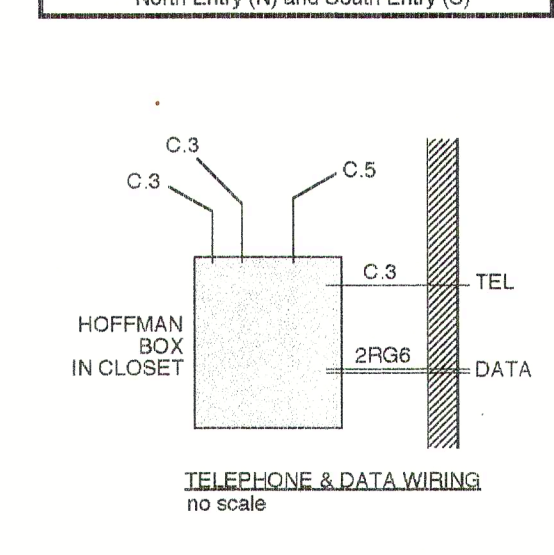 North Entry (N) and South Entry (S)
C.3
C.3
C.5
C.3
TEL
HOFFMAN
BOX
IN CLOSET
2RG6
DATA
TELEPHONE & DATA WIRING
no scale